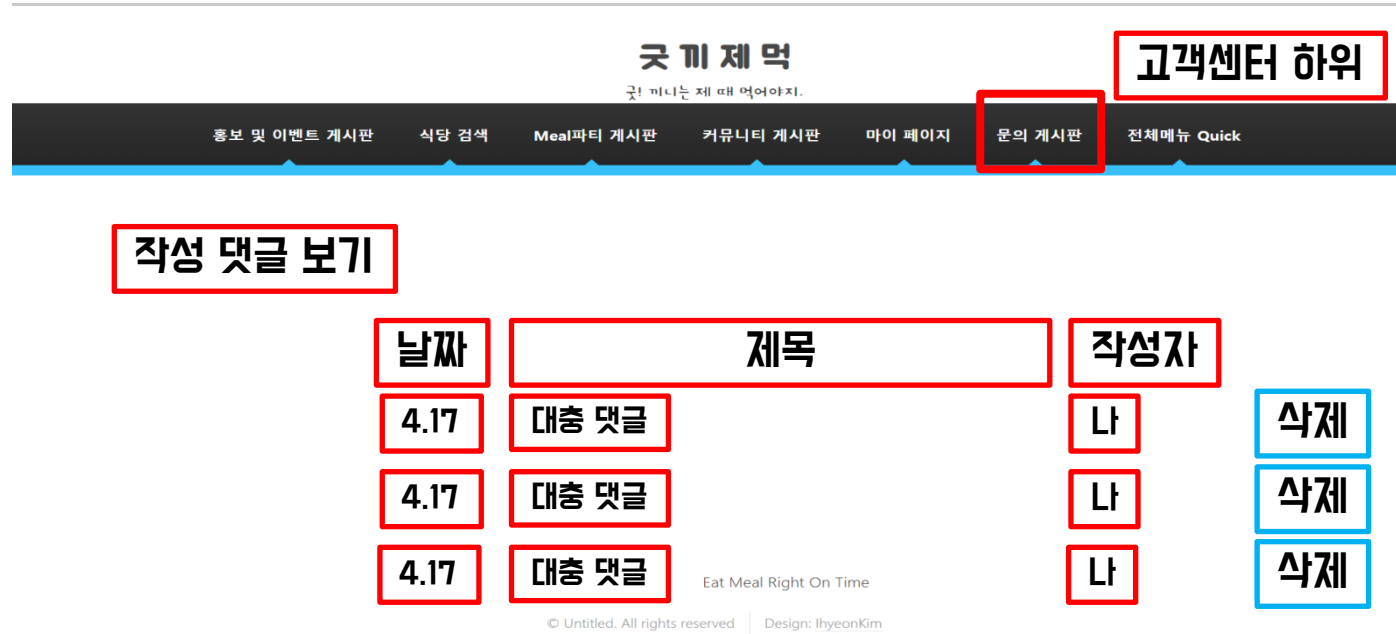 굿 끼 제 먹
고객센터 하위
굿! 끼니는 제 때 먹어야지.
홍보 및 이벤트 게시판 식당 검색 Meal파티 게시판 커뮤니티 게시판 마이 페이지 문의 게시판 전체메뉴 Quick
작성 댓글 보기
날짜 제목 작성자
4.17 대충 댓글 나 삭제
4.17 대충 댓글 나 삭제
4.17 대충 댓글 나 삭제
Eat Meal Right On Time
© Untitled. All rights reserved Design: IhyeonKim